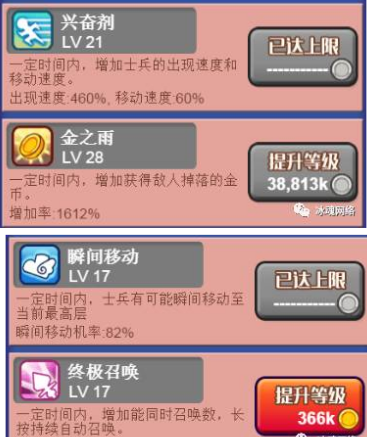 兴奋剂
LV 21
已达上限
一定时间内，增加士兵的出现速度和
移动速度。
出现速度:460%, 移动速度:60%
金之雨
LV 28
提升等级
38,813k
一定时间内，增加获得敌人掉落的金
币。
增加率:1612%
冰魂网络
瞬间移动
LV 17
已达上限
一定时间内，士兵有可能瞬间移动至
当前最高层
瞬间移动机率:82%
终极召唤
LV 17
提升等级
366k
一定时间内，增加能同时召唤数，长
按持续自动召唤。